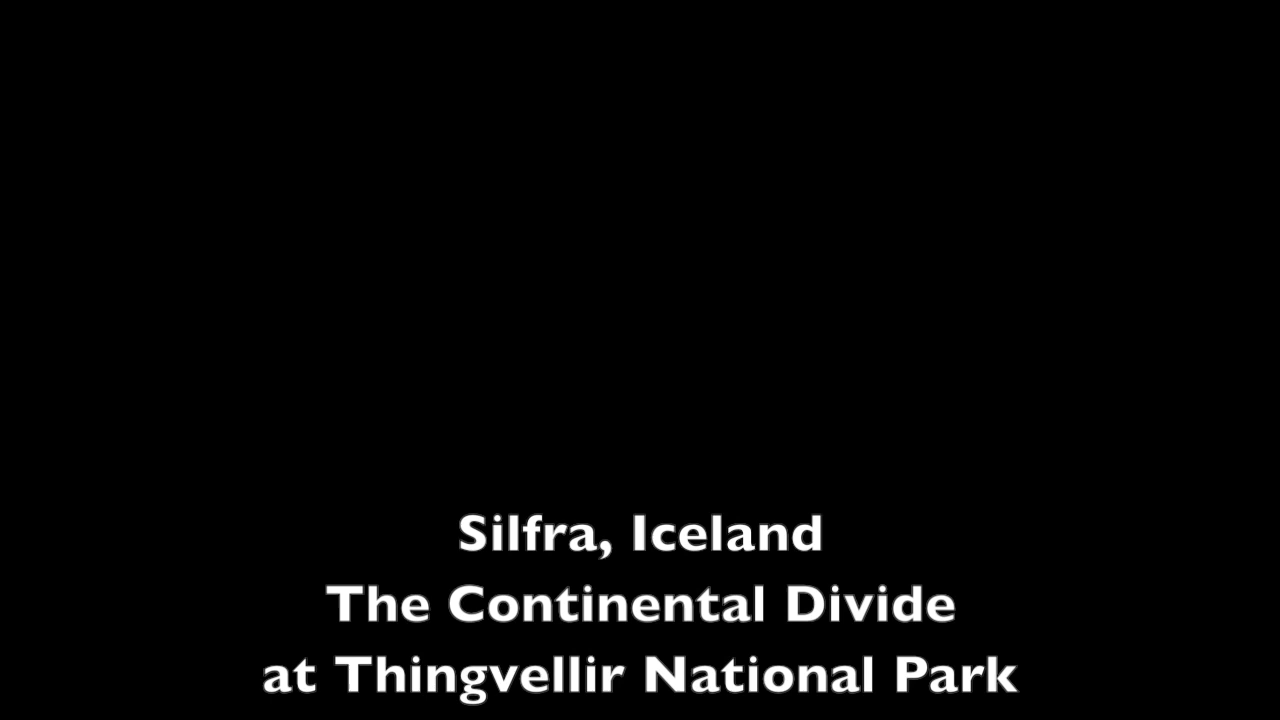 Silfra, Iceland
The Continental Divide
at Thingvellir National Park